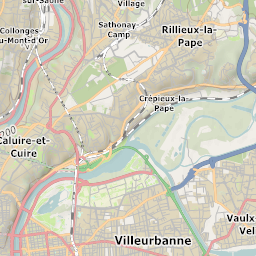 sur-Saône
Village
Collonges-
au-Mont-d'Or
Sathonay-
Camp
Rillieux-la-
Pape
Crépieux-la-
Pape
Caluire-et-
Cuire
Vaulx
Vel
Villeurbanne